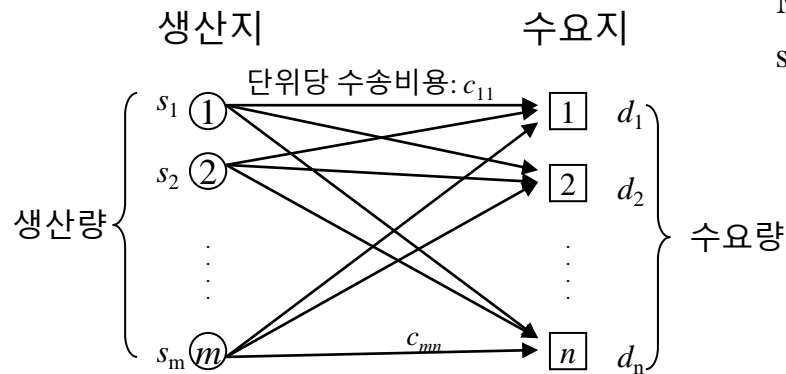 생산지 수요지
단위당 수송비용: c11
s1 1 1 d1
s2 2 2 d2
생산량 수요량
cmn
sm m n dn